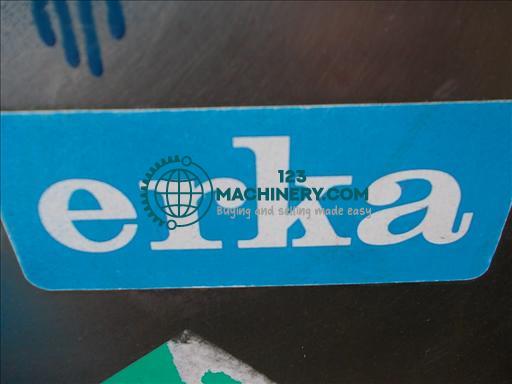 erka
123
MACHINERY.COM
Buying and selling made easy